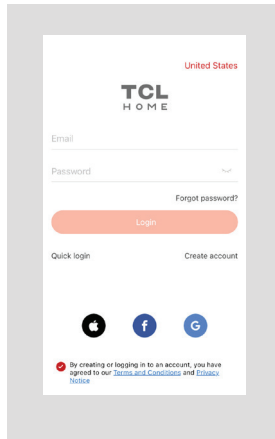 United States
TCL
HOME
Email
Password
Forgot password?
Login
Quick login
Create account
f
G
By creating or logging in to an account, you have
agreed to our Terms and Conditions and Privacy
Notice